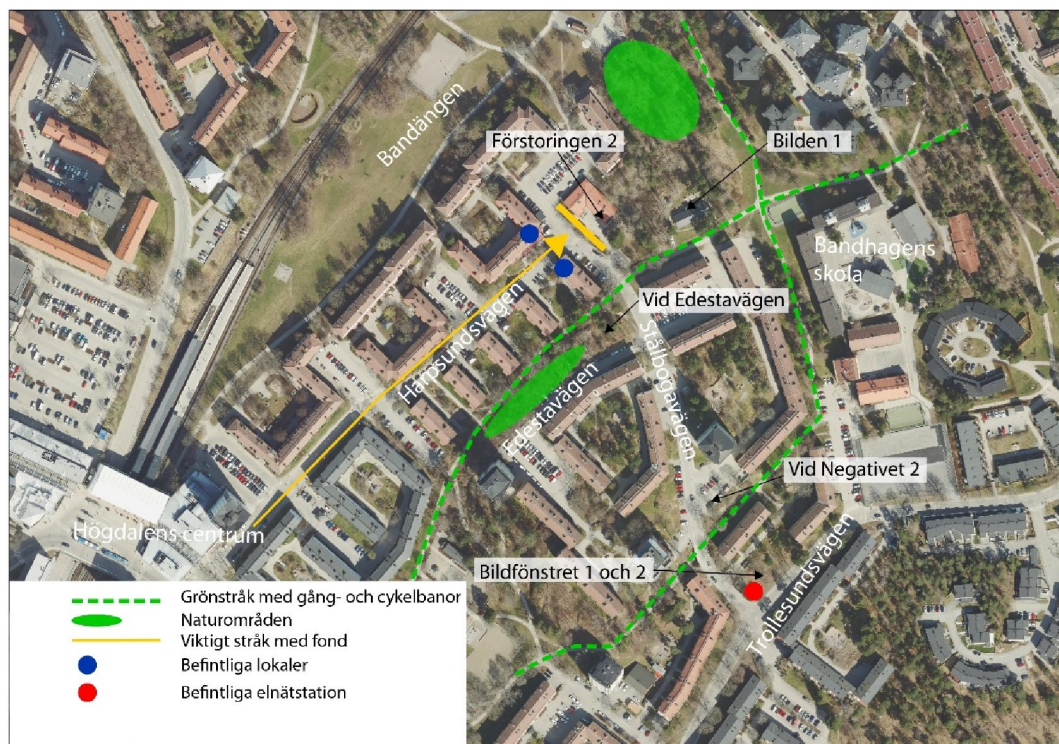 Bandängen
Förstoringen 2
Bilden 1
Bandhagens
skola
Vid Edestavägen
Harpsundsvägen
Stålbogavägen
Edestavägen
Vid Negativet 2
Högdalens centrum
Bildfönstret 1 och 2
Trollesundsvägen
Grönstråk med gång- och cykelbanor
Naturområden
Viktigt stråk med fond
Befintliga lokaler
Befintliga elnätstation